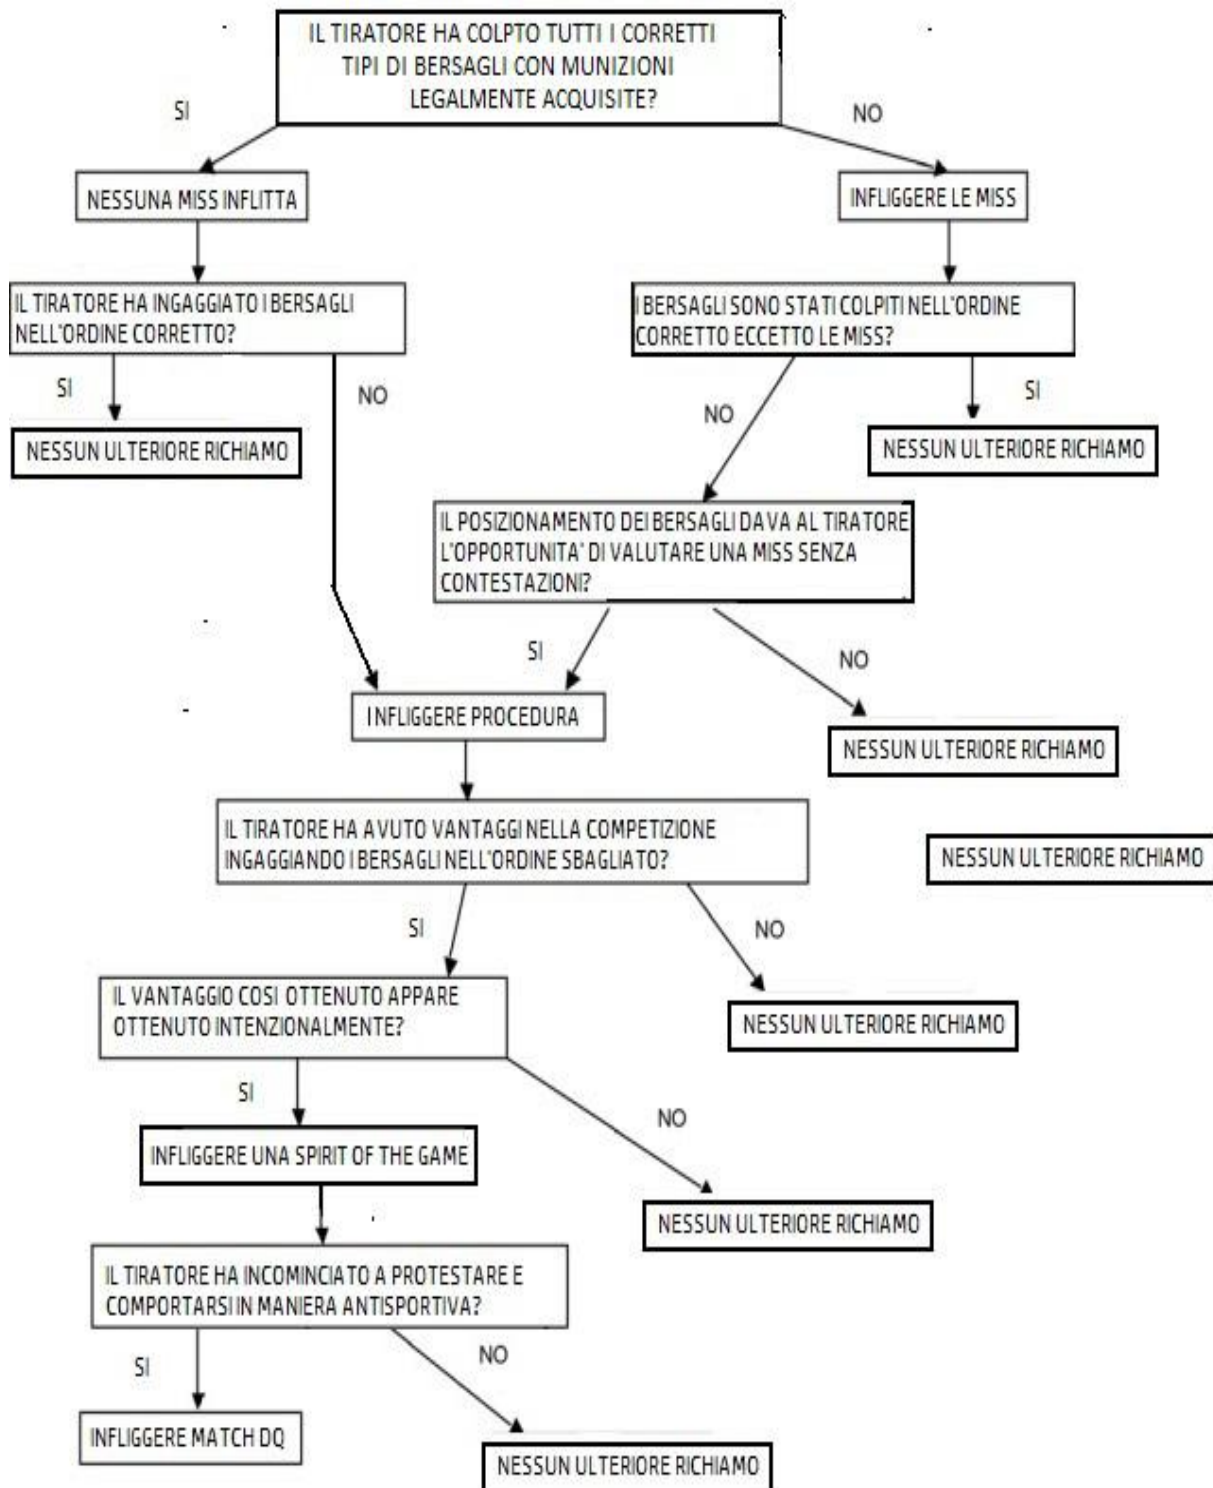 IL TIRATORE HA COLPTO TUTTI I CORRETTI
TIPI DI BERSAGLI CON MUNIZIONI
LEGALMENTE ACQUISITE?
SI
NO
NESSUNA MISS INFLITTA
INFLIGGERE LE MISS
IL TIRATORE HA INGAGGIATO I BERSAGLI
NELL'ORDINE CORRETTO?
I BERSAGLI SONO STATI COLPITI NELL'ORDINE
CORRETTO ECCETTO LE MISS?
SI
NO
NO
SI
NESSUN ULTERIORE RICHIAMO
NESSUN ULTERIORE RICHIAMO
IL POSIZIONAMENTO DEI BERSAGLI DAVA AL TIRATORE
L'OPPORTUNITA' DI VALUTARE UNA MISS SENZA
CONTESTAZIONI?
SI
NO
INFLIGGERE PROCEDURA
NESSUN ULTERIORE RICHIAMO
IL TIRATORE HA AVUTO VANTAGGI NELLA COMPETIZIONE
INGAGGIANDO I BERSAGLI NELL'ORDINE SBAGLIATO?
NESSUN ULTERIORE RICHIAMO
SI
NO
IL VANTAGGIO COSI OTTENUTO APPARE
OTTENUTO INTENZIONALMENTE?
NESSUN ULTERIORE RICHIAMO
SI
NO
INFLIGGERE UNA SPIRIT OF THE GAME
NESSUN ULTERIORE RICHIAMO
IL TIRATORE HA INCOMINCIATO A PROTESTARE E
COMPORTARSI IN MANIERA ANTISPORTIVA?
SI
NO
INFLIGGERE MATCH DQ
NESSUN ULTERIORE RICHIAMO